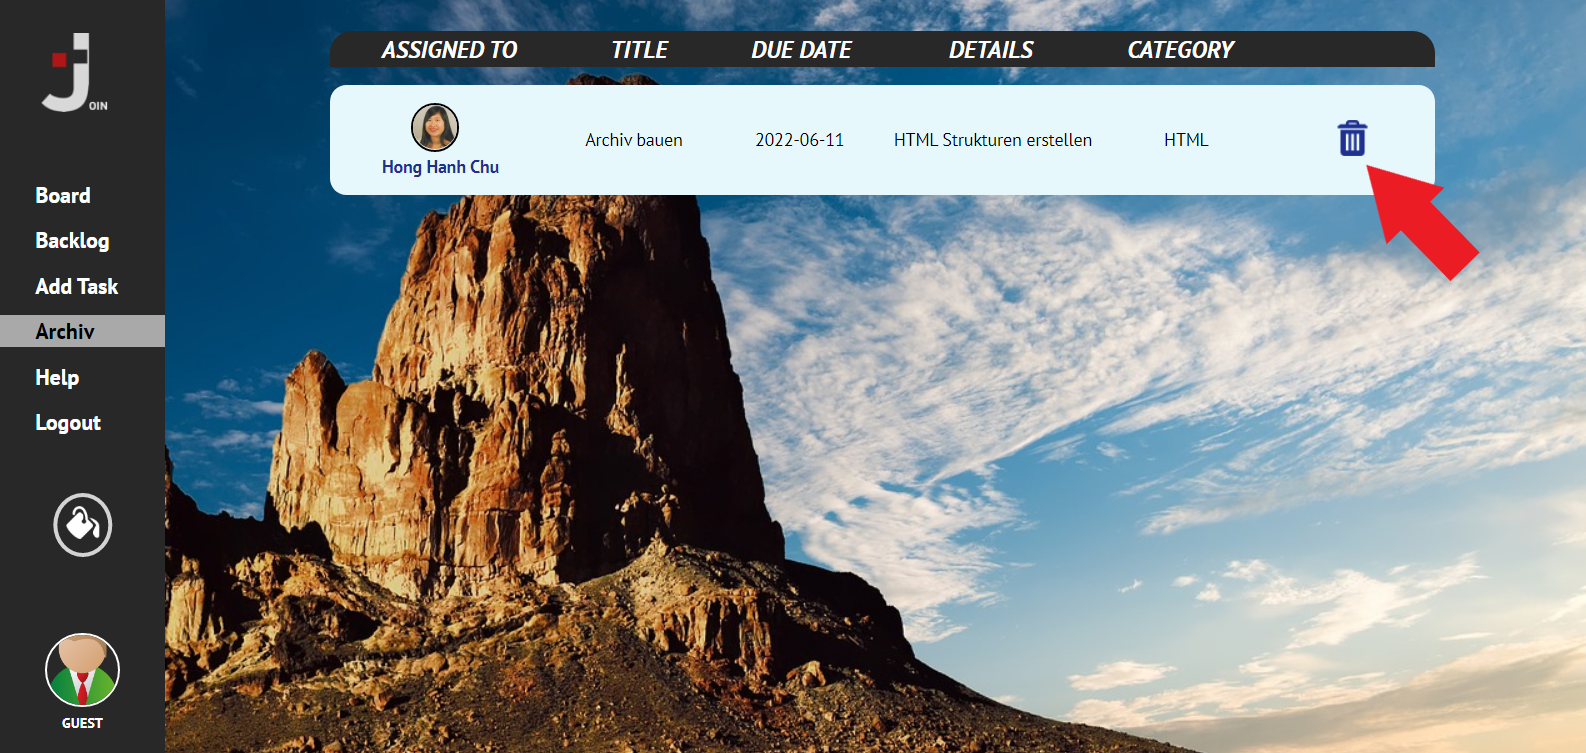 J
OIN
Board
Backlog
Add Task
Archiv
Help
Logout
GUEST
ASSIGNED TO TITLE DUE DATE DETAILS CATEGORY
Archiv bauen 2022-06-11 HTML Strukturen erstellen HTML
Hong Hanh Chu